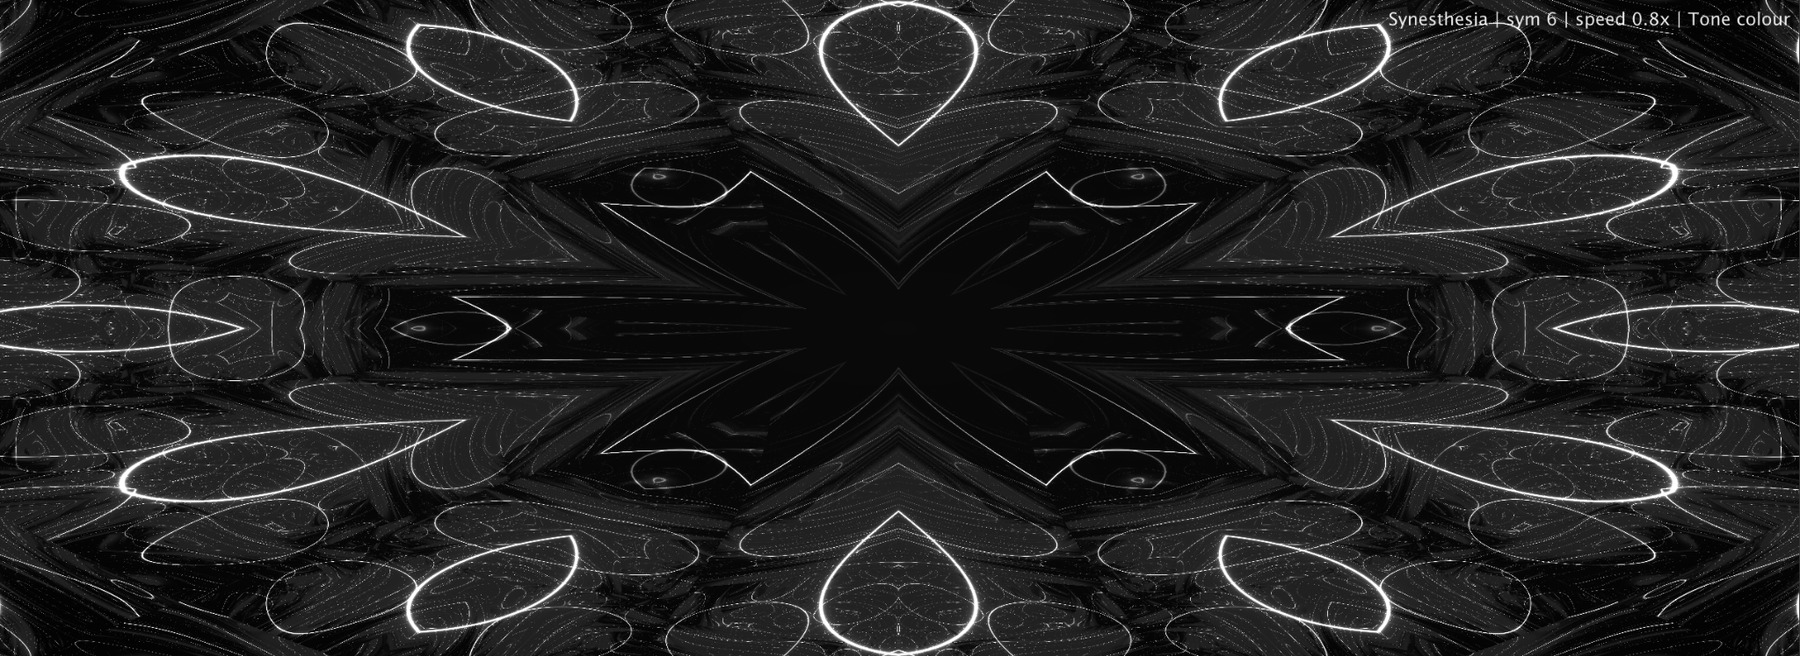 Synesthesia | sym 6 | speed 0.8x | Tone colour